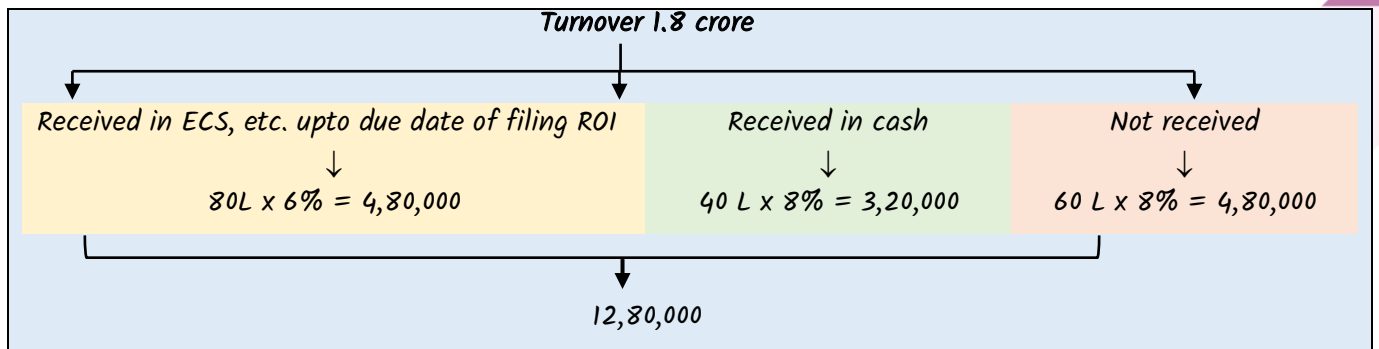 Turnover 1.8 crore
Received in ECS, etc. upto due date of filing ROI
↓
80L x 6% = 4,80,000
Received in cash
↓
40 L x 8% = 3,20,000
Not received
↓
60 L x 8% = 4,80,000
12,80,000